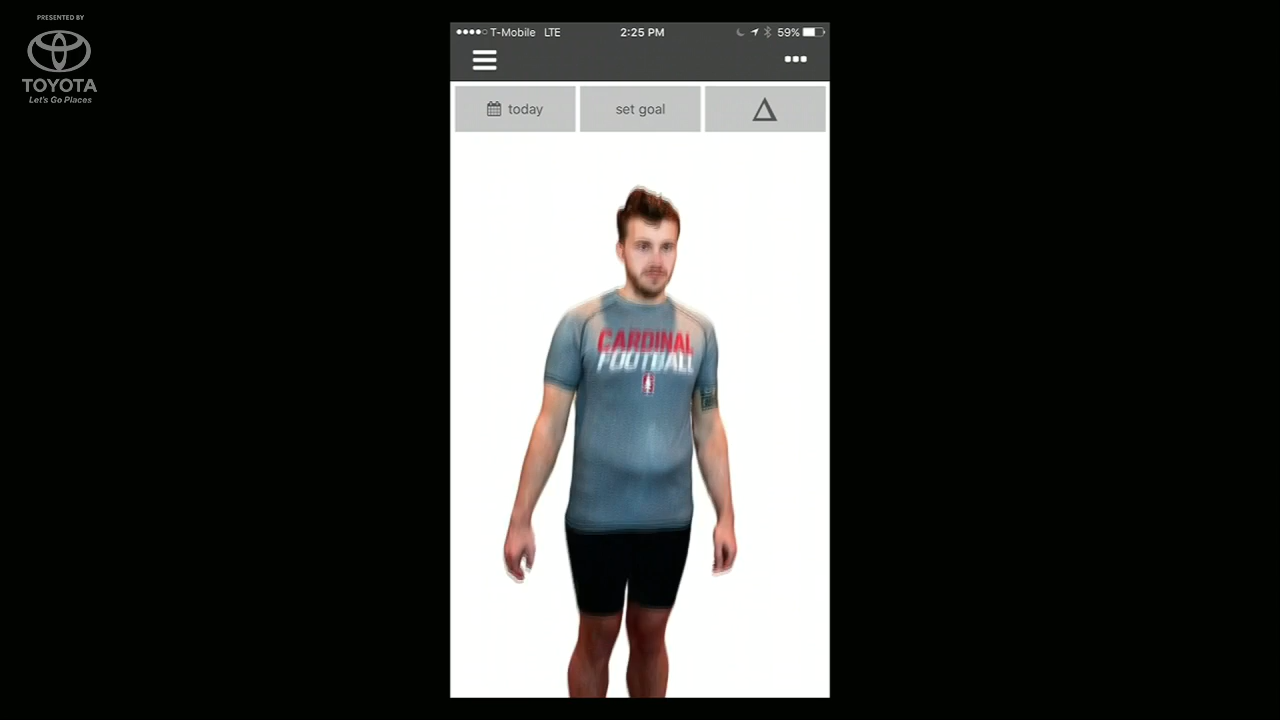 PRESENTED BY
TOYOTA
Let's Go Places
T-Mobile LTE
2:25 PM
59%
today
set goal
CARDINAL
FOOTBALL